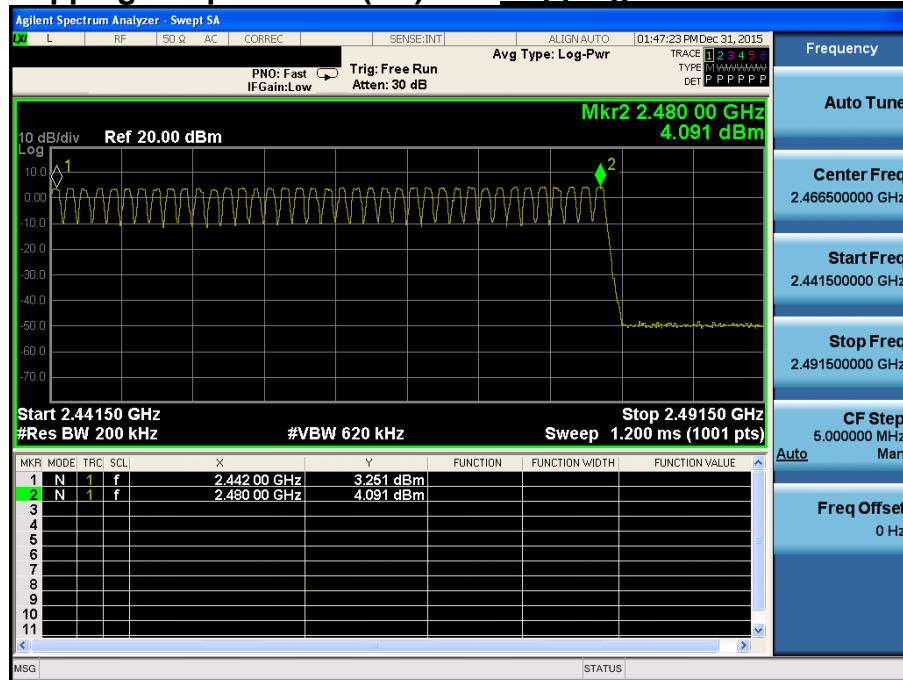 Agilent Spectrum Analyzer - Swept SA
LXI L RF 50 Ω AC CORREC SENSE:INT ALIGN AUTO 01:47:23 PM Dec 31, 2015
Avg Type: Log-Pwr TRACE 1 2 3 4 5 6
PNO: Fast Trig: Free Run TYPE M W W W W W
IFGain:Low Atten: 30 dB DET P P P P P P
Mkr2 2.480 00 GHz
10 dB/div Ref 20.00 dBm 4.091 dBm
Log
1 2
10.0
0.00
-10.0
-20.0
-30.0
-40.0
-50.0
-60.0
-70.0
Start 2.44150 GHz Stop 2.49150 GHz
#Res BW 200 kHz #VBW 620 kHz Sweep 1.200 ms (1001 pts)
MKR MODE TRC SCL X Y FUNCTION FUNCTION WIDTH FUNCTION VALUE
1 N 1 f 2.442 00 GHz 3.251 dBm
2 N 1 f 2.480 00 GHz 4.091 dBm
3
4
5
6
7
8
9
10
11
MSG STATUS
Frequency
Auto Tune
Center Freq
2.466500000 GHz
Start Freq
2.441500000 GHz
Stop Freq
2.491500000 GHz
CF Step
5.000000 MHz
Auto Man
Freq Offset
0 Hz